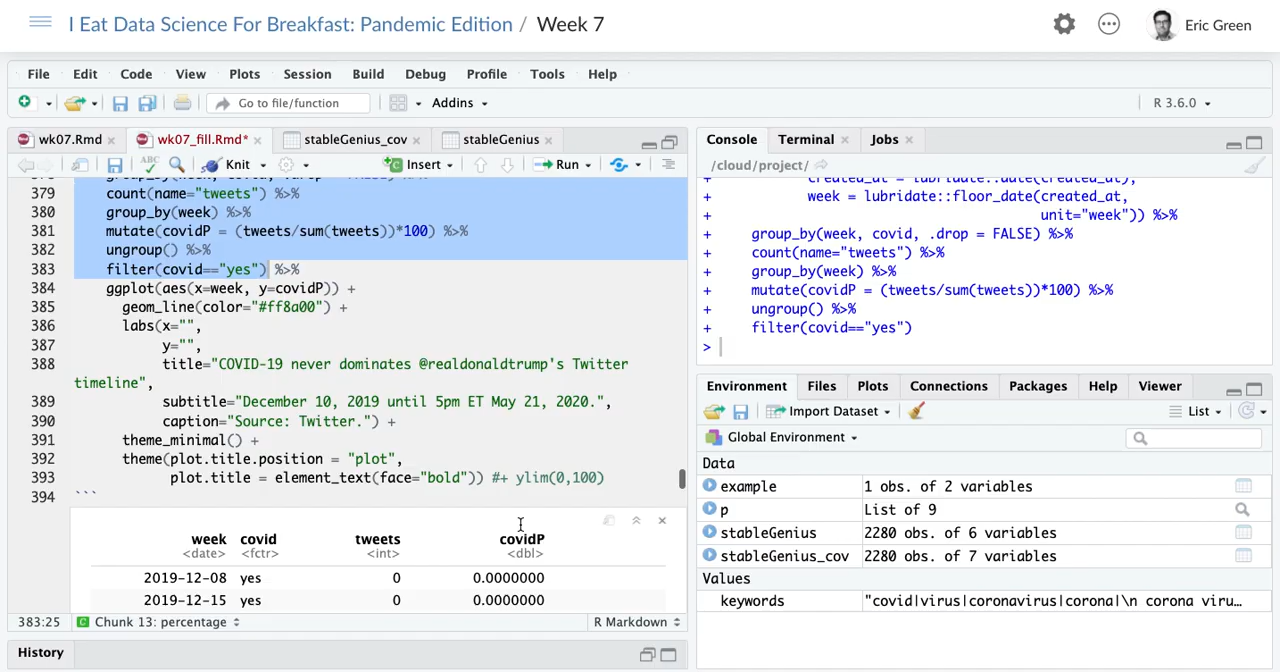 I Eat Data Science For Breakfast: Pandemic Edition / Week 7
Eric Green
File Edit Code View Plots Session Build Debug Profile Tools Help
Go to file/function
Addins
R 3.6.0
wk07.Rmd
wk07_fill.Rmd*
stableGenius_cov
stableGenius
ABC
Knit
Insert
Run
379 count(name="tweets") %>%
380 group_by(week) %>%
381 mutate(covidP = (tweets/sum(tweets))*100) %>%
382 ungroup() %>%
383 filter(covid=="yes") %>%
384 ggplot(aes(x=week, y=covidP)) +
385 geom_line(color="#ff8a00") +
386 labs(x="",
387 y="",
388 title="COVID-19 never dominates @realdonaldtrump's Twitter
timeline",
389 subtitle="December 10, 2019 until 5pm ET May 21, 2020.",
390 caption="Source: Twitter.") +
391 theme_minimal() +
392 theme(plot.title.position = "plot",
393 plot.title = element_text(face="bold")) #+ ylim(0,100)
394 ```
week covid tweets covidP
<date> <fctr> <int> <dbl>
2019-12-08 yes 0 0.0000000
2019-12-15 yes 0 0.0000000
383:25 Chunk 13: percentage R Markdown
History
Console Terminal Jobs
/cloud/project/
+ created_at = lubridate::date(created_at),
+ week = lubridate::floor_date(created_at,
+ unit="week")) %>%
+ group_by(week, covid, .drop = FALSE) %>%
+ count(name="tweets") %>%
+ group_by(week) %>%
+ mutate(covidP = (tweets/sum(tweets))*100) %>%
+ ungroup() %>%
+ filter(covid=="yes")
>
Environment Files Plots Connections Packages Help Viewer
Import Dataset
List
Global Environment
Data
example 1 obs. of 2 variables
p List of 9
stableGenius 2280 obs. of 6 variables
stableGenius_cov 2280 obs. of 7 variables
Values
keywords "covid|virus|coronavirus|corona|\n corona viru…